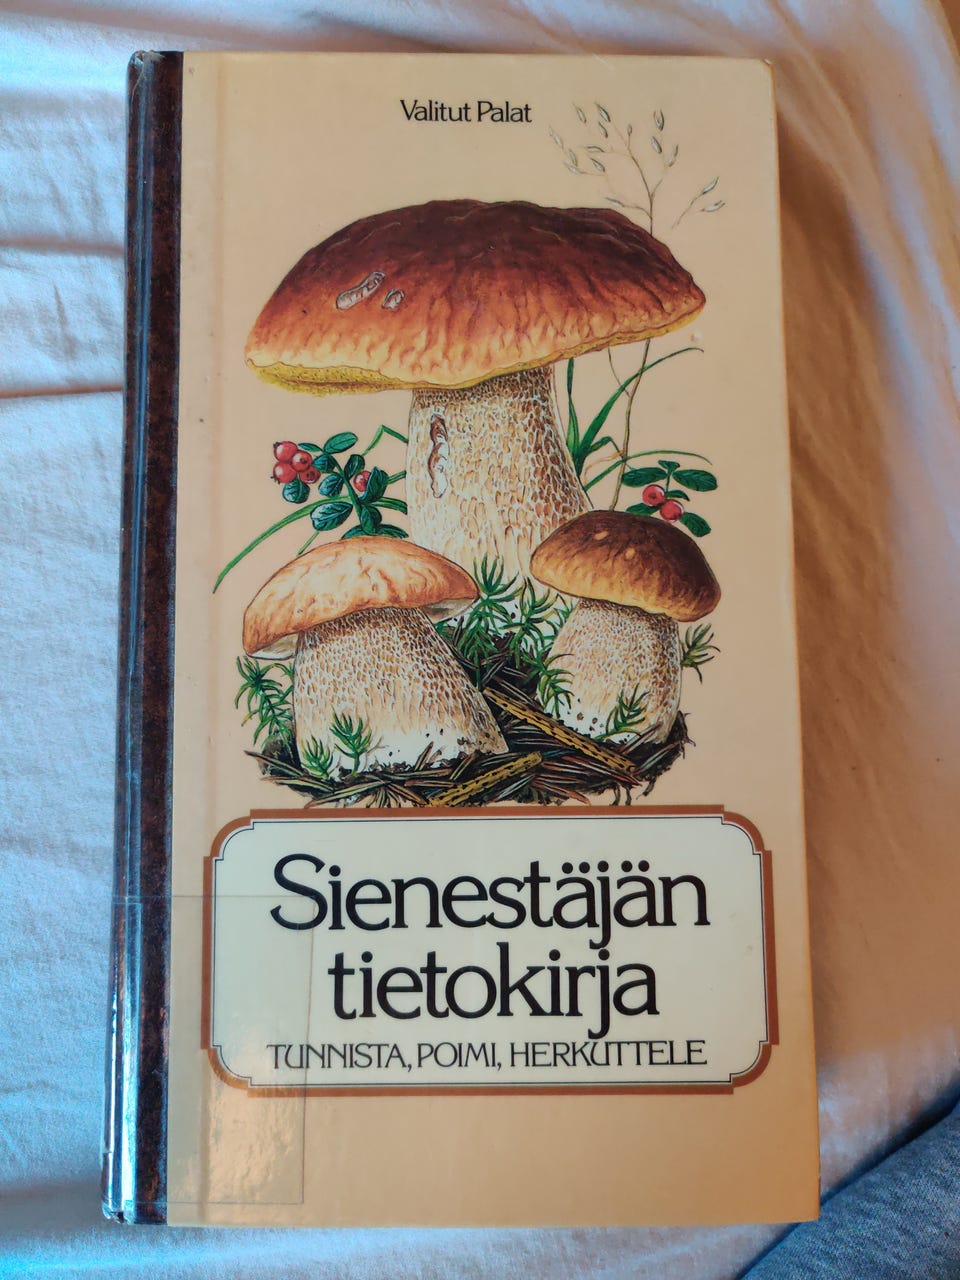 Valitut Palat
Sienestäjän
tietokirja
TUNNISTA, POIMI, HERKUTTELE